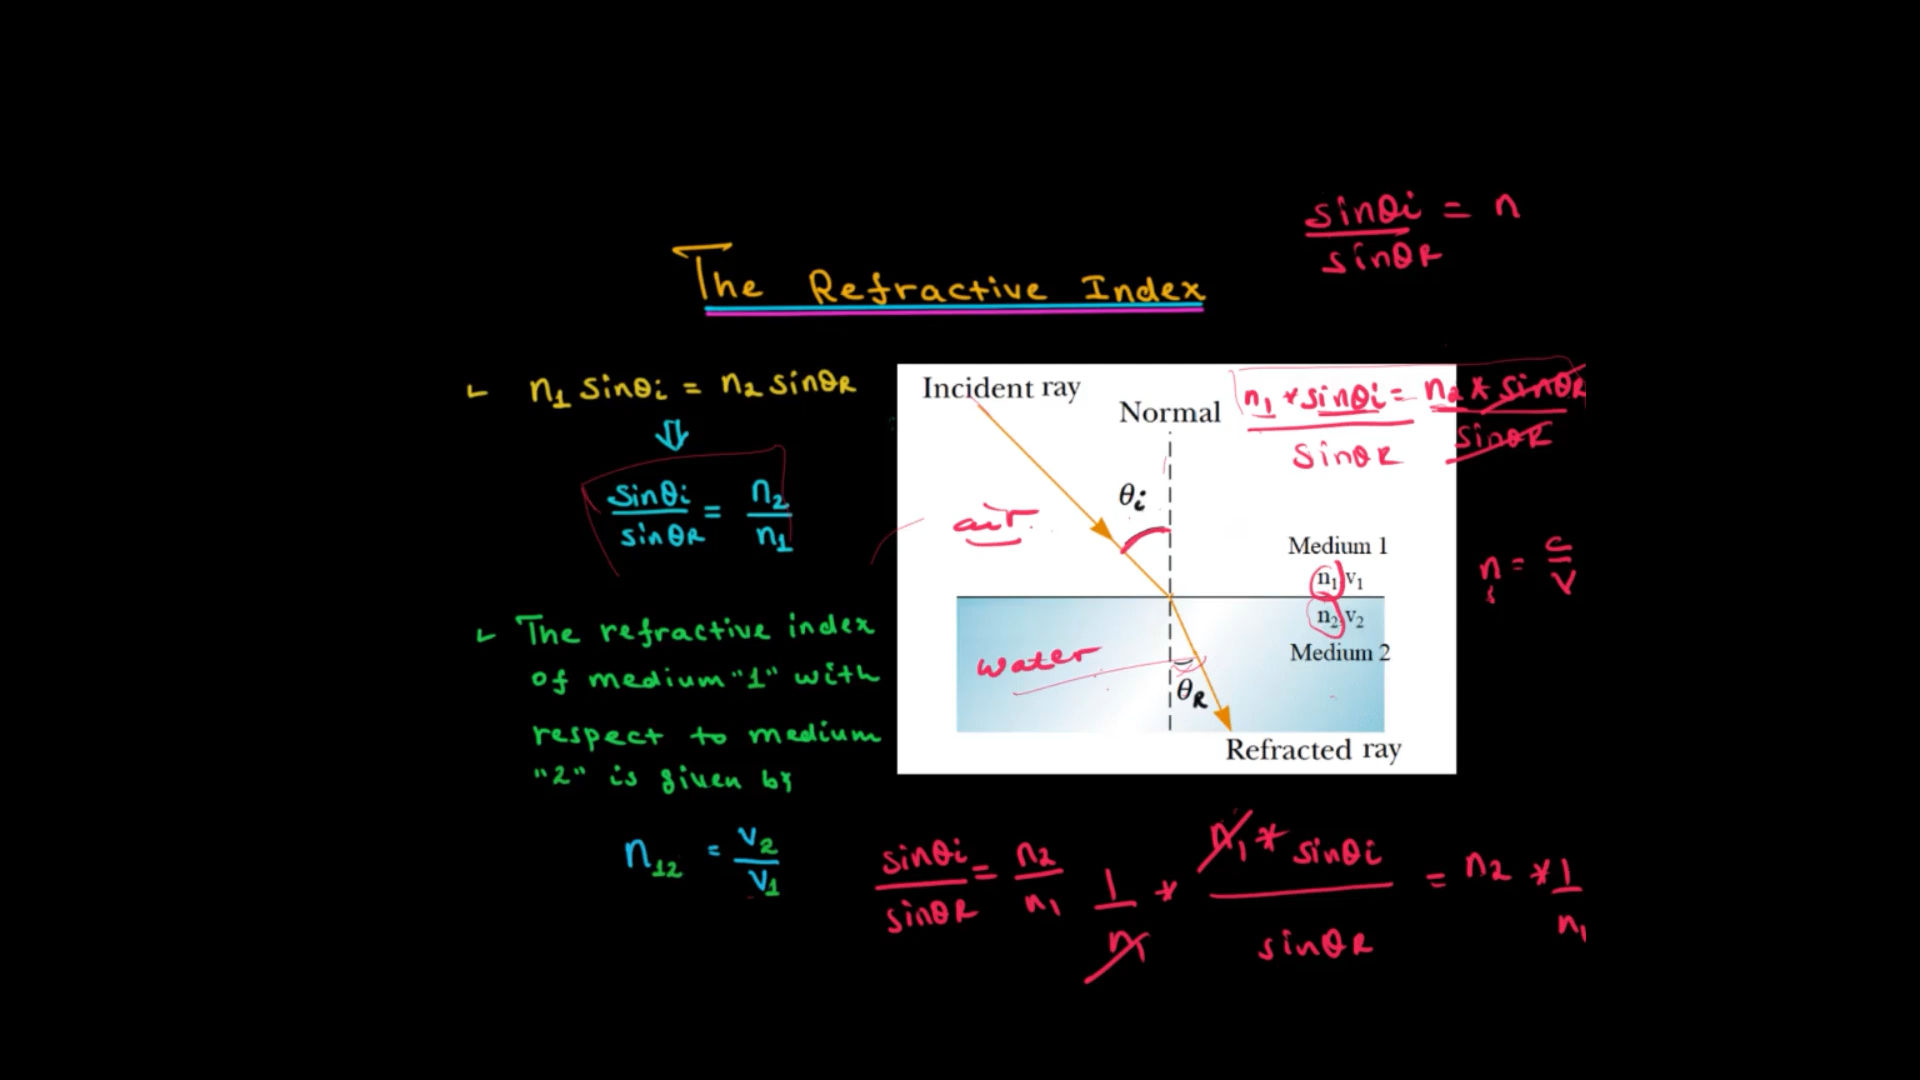 sinθi = n
sinθR
The Refractive Index
n1 sinθi = n2 sinθR
sinθi = n2
sinθR n1
The refractive index
of medium "1" with
respect to medium
"2" is given by
n12 = v2
v1
Incident ray
Normal
n1 * sinθi = n2 * sinθR
sinθR sinθR
θi
air
Medium 1
n1 v1
n2 v2
Medium 2
water
θR
Refracted ray
n = c
v
sinθi = n2
sinθR n1
1 * n1 * sinθi = n2 * 1
n sinθR n1